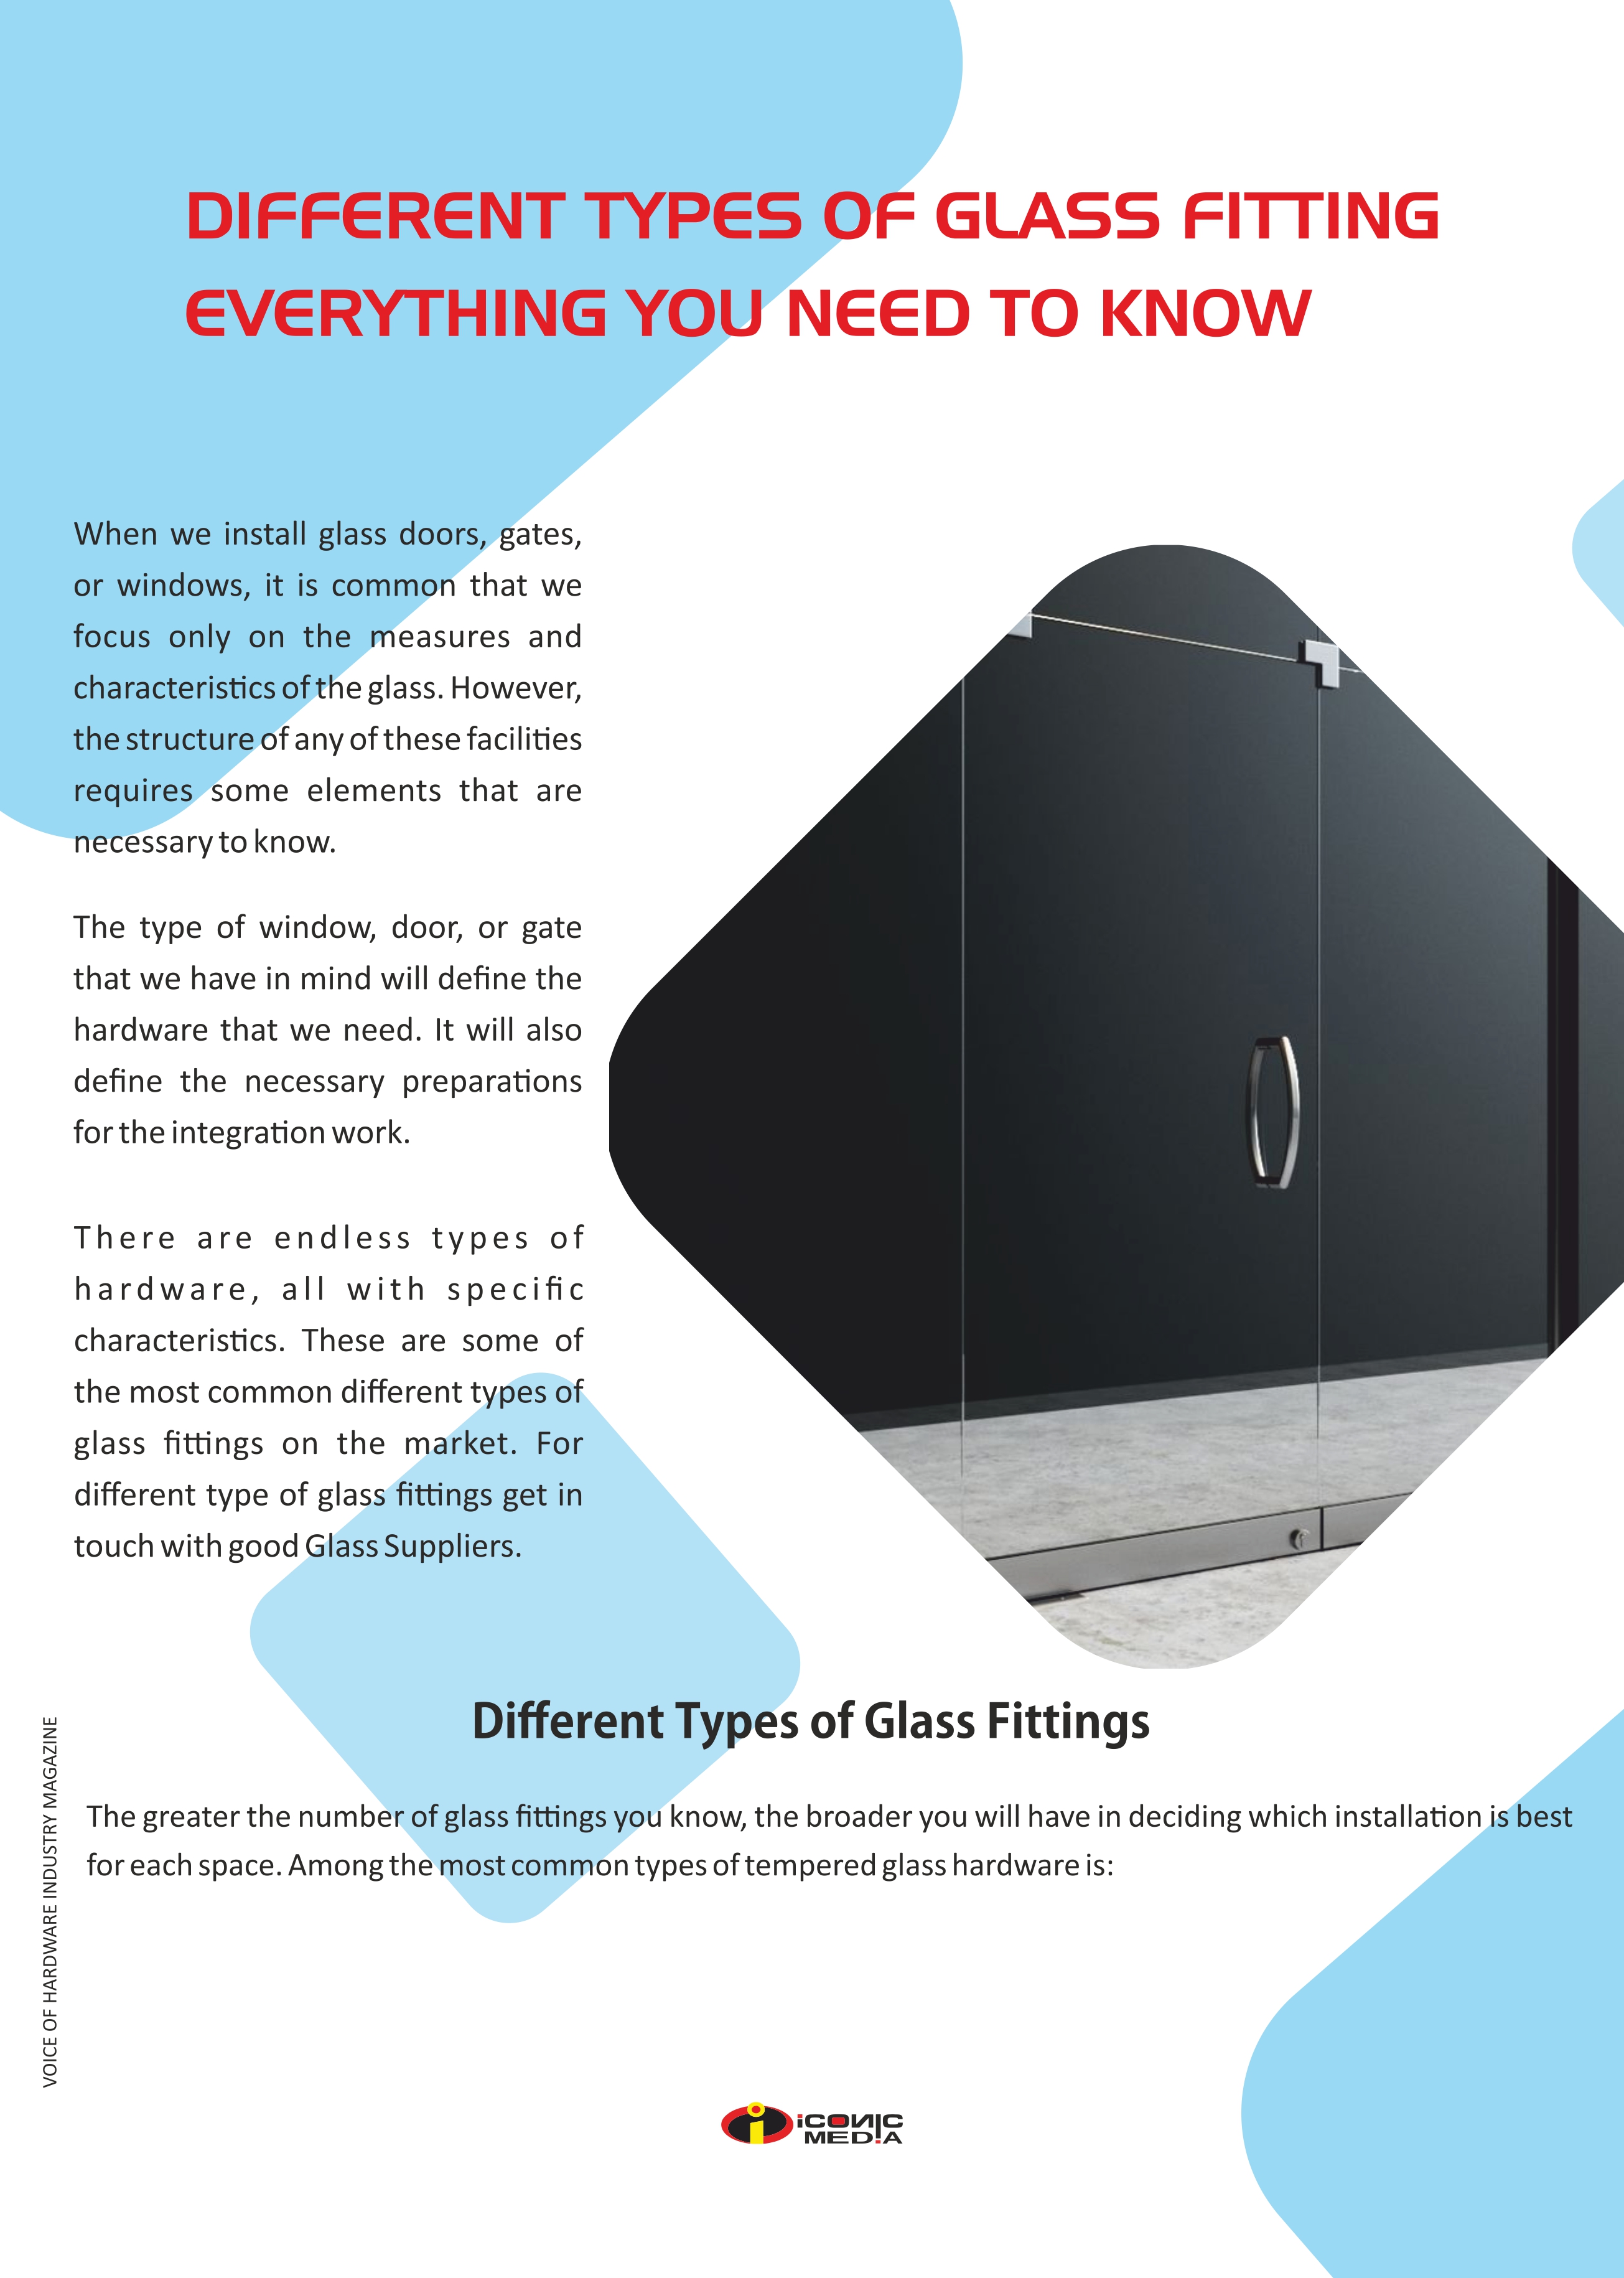 DIFFERENT TYPES OF GLASS FITTING
EVERYTHING YOU NEED TO KNOW
When we install glass doors, gates,
or windows, it is common that we
focus only on the measures and
characteristics of the glass. However,
the structure of any of these facilities
requires some elements that are
necessary to know.
The type of window, door, or gate
that we have in mind will define the
hardware that we need. It will also
define the necessary preparations
for the integration work.
There are endless types of
hardware, all with specific
characteristics. These are some of
the most common different types of
glass fittings on the market. For
different type of glass fittings get in
touch with good Glass Suppliers.
Different Types of Glass Fittings
The greater the number of glass fittings you know, the broader you will have in deciding which installation is best
for each space. Among the most common types of tempered glass hardware is:
VOICE OF HARDWARE INDUSTRY MAGAZINE
iCONIC
MEDiA